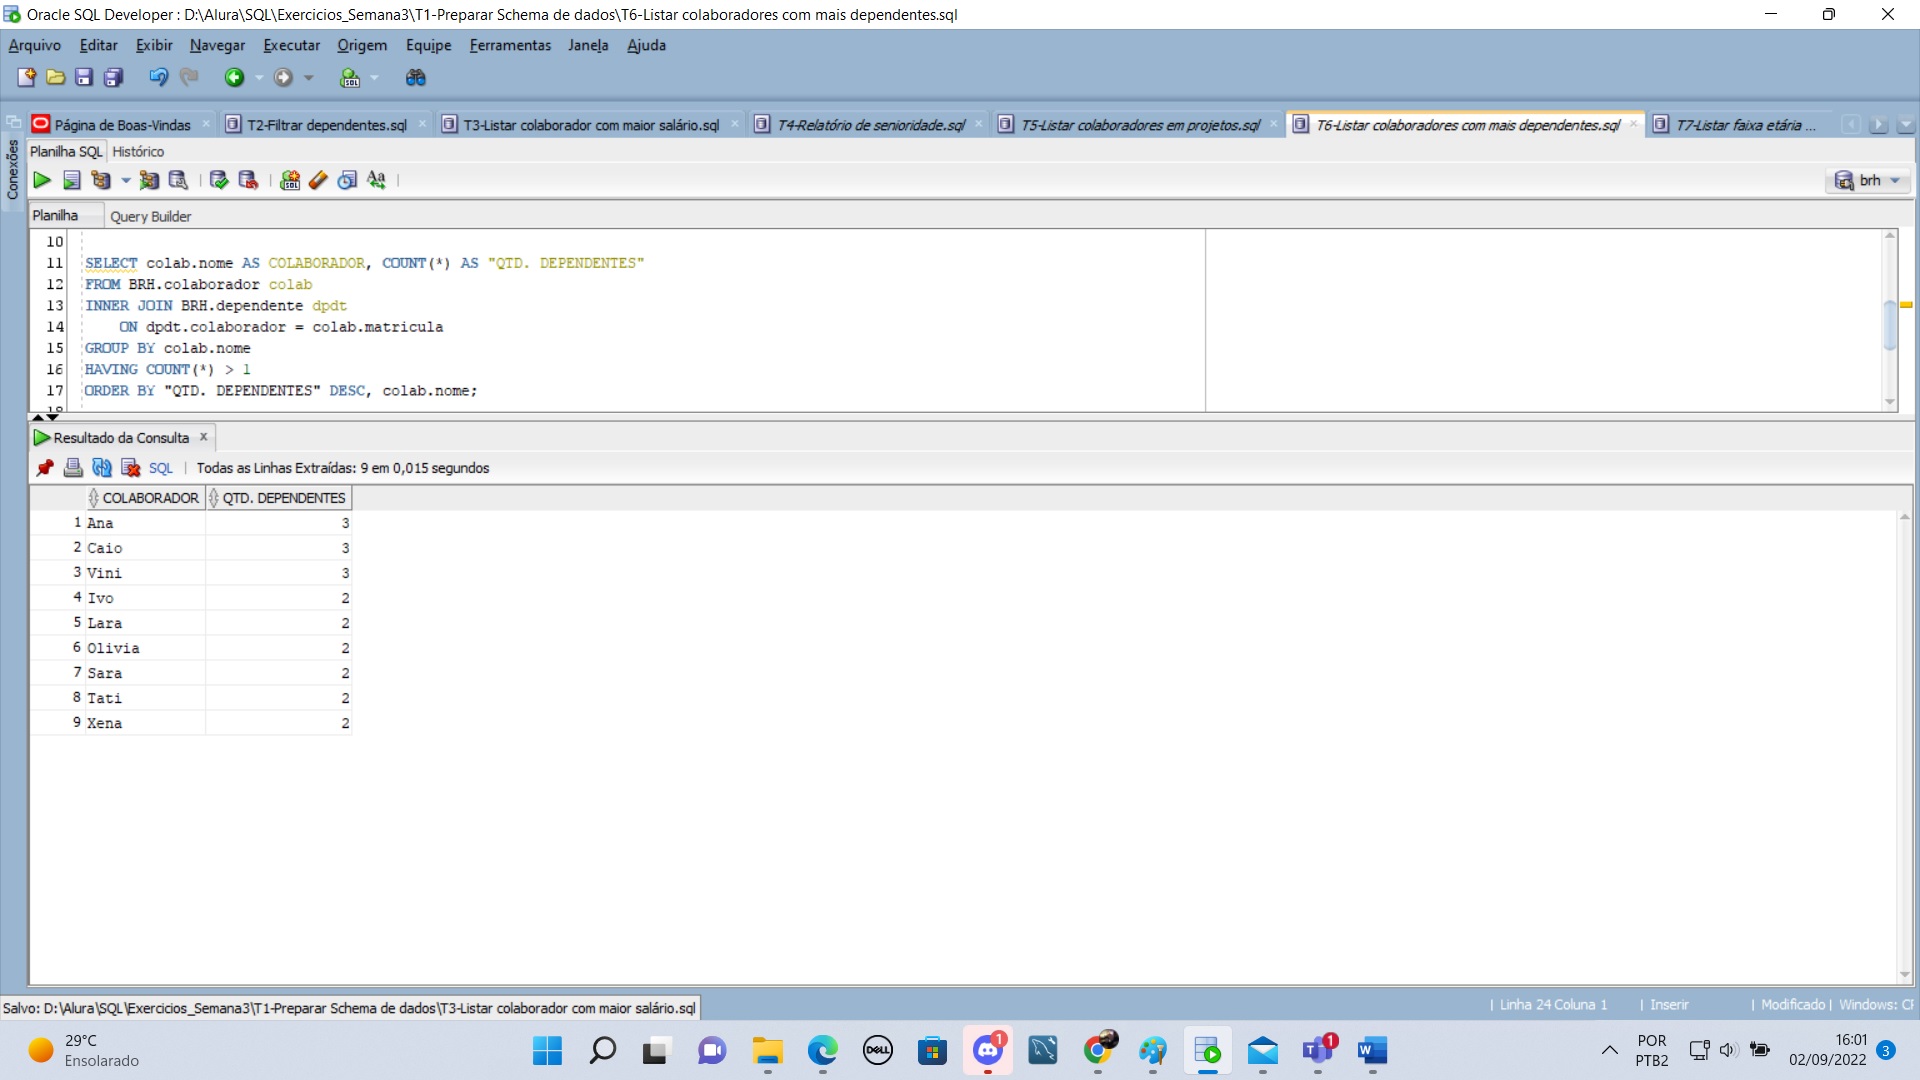 Oracle SQL Developer : D:\Alura\SQL\Exercicios_Semana3\T1-Preparar Schema de dados\T6-Listar colaboradores com mais dependentes.sql
Arquivo Editar Exibir Navegar Executar Origem Equipe Ferramentas Janela Ajuda
Página de Boas-Vindas T2-Filtrar dependentes.sql T3-Listar colaborador com maior salário.sql T4-Relatório de senioridade.sql T5-Listar colaboradores em projetos.sql T6-Listar colaboradores com mais dependentes.sql T7-Listar faixa etária ...
Conexões
Planilha SQL Histórico
brh
Planilha Query Builder
10
11 SELECT colab.nome AS COLABORADOR, COUNT(*) AS "QTD. DEPENDENTES"
12 FROM BRH.colaborador colab
13 INNER JOIN BRH.dependente dpdt
14 ON dpdt.colaborador = colab.matricula
15 GROUP BY colab.nome
16 HAVING COUNT(*) > 1
17 ORDER BY "QTD. DEPENDENTES" DESC, colab.nome;
18
Resultado da Consulta x
SQL | Todas as Linhas Extraídas: 9 em 0,015 segundos
COLABORADOR QTD. DEPENDENTES
1 Ana 3
2 Caio 3
3 Vini 3
4 Ivo 2
5 Lara 2
6 Olivia 2
7 Sara 2
8 Tati 2
9 Xena 2
Salvo: D:\Alura\SQL\Exercicios_Semana3\T1-Preparar Schema de dados\T3-Listar colaborador com maior salário.sql
| Linha 24 Coluna 1 | Inserir | Modificado | Windows: CF
29°C
Ensolarado
DELL
1
1
POR
PTB2
16:01
02/09/2022
3